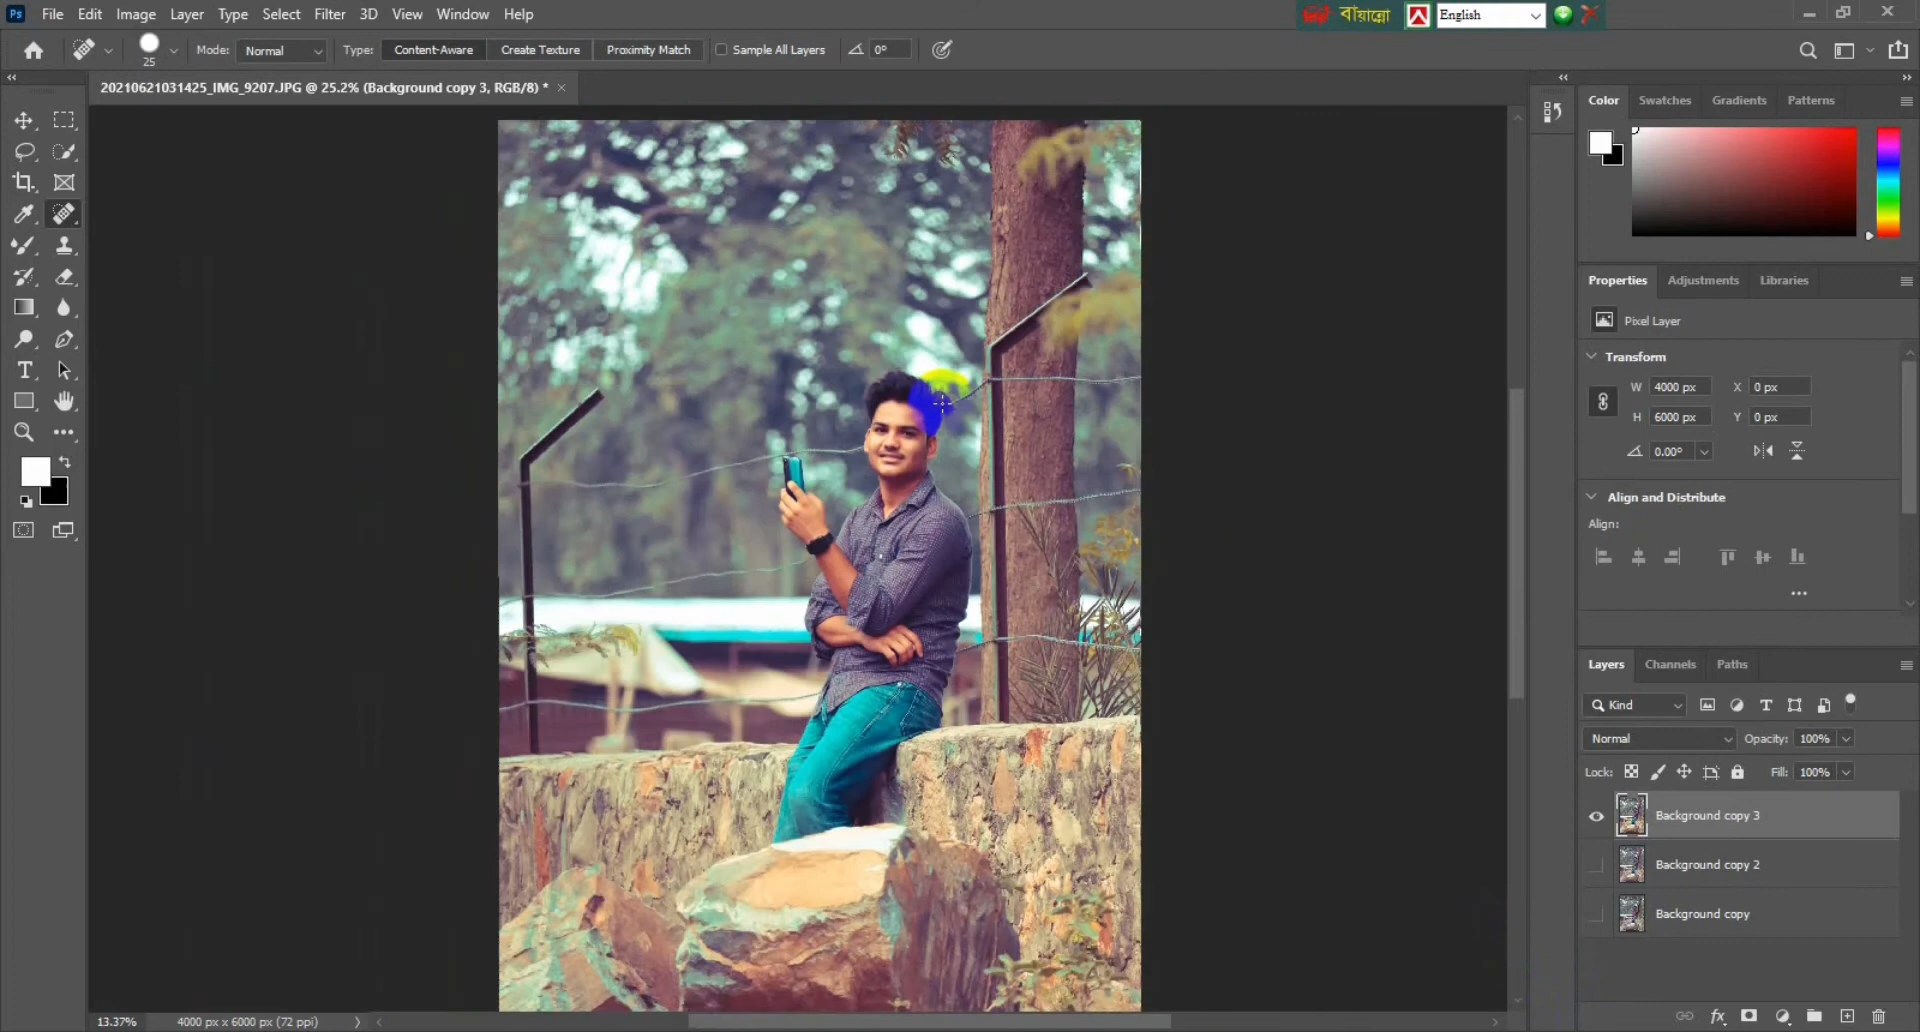 Ps File Edit Image Layer Type Select Filter 3D View Window Help
বায়ান্নো English
25 Mode: Normal Type: Content-Aware Create Texture Proximity Match Sample All Layers 0°
20210621031425_IMG_9207.JPG @ 25.2% (Background copy 3, RGB/8) *
Color Swatches Gradients Patterns
Properties Adjustments Libraries
Pixel Layer
Transform
W 4000 px X 0 px
H 6000 px Y 0 px
0.00°
Align and Distribute
Align:
Layers Channels Paths
Kind
Normal Opacity: 100%
Lock: Fill: 100%
Background copy 3
Background copy 2
Background copy
fx
13.37% 4000 px x 6000 px (72 ppi)